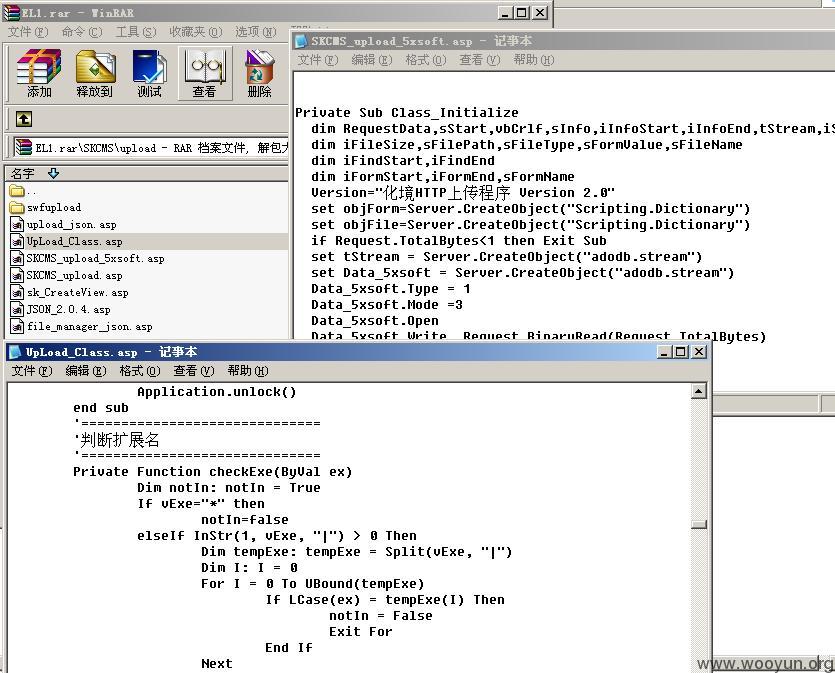 EL1.rar - WinRAR
文件(F) 命令(C) 工具(S) 收藏夹(O) 选项(N)
添加 释放到 测试 查看 删除
EL1.rar\SKCMS\upload - RAR 档案文件, 解包大
名字
..
swfupload
upload_json.asp
UpLoad_Class.asp
SKCMS_upload_5xsoft.asp
SKCMS_upload.asp
sk_CreateView.asp
JSON_2.0.4.asp
file_manager_json.asp
SKCMS_upload_5xsoft.asp - 记事本
文件(F) 编辑(E) 格式(O) 查看(V) 帮助(H)
Private Sub Class_Initialize
dim RequestData,sStart,vbCrlf,sInfo,iInfoStart,iInfoEnd,tStream,iS
dim iFileSize,sFilePath,sFileType,sFormValue,sFileName
dim iFindStart,iFindEnd
dim iFormStart,iFormEnd,sFormName
Version="化境HTTP上传程序 Version 2.0"
set objForm=Server.CreateObject("Scripting.Dictionary")
set objFile=Server.CreateObject("Scripting.Dictionary")
if Request.TotalBytes<1 then Exit Sub
set tStream = Server.CreateObject("adodb.stream")
set Data_5xsoft = Server.CreateObject("adodb.stream")
Data_5xsoft.Type = 1
Data_5xsoft.Mode =3
Data_5xsoft.Open
Data_5xsoft.Write Request.BinaryRead(Request.TotalBytes)
UpLoad_Class.asp - 记事本
文件(F) 编辑(E) 格式(O) 查看(V) 帮助(H)
Application.unlock()
end sub
'==============================
'判断扩展名
'==============================
Private Function checkExe(ByVal ex)
Dim notIn: notIn = True
If vExe="*" then
notIn=false
elseIf InStr(1, vExe, "|") > 0 Then
Dim tempExe: tempExe = Split(vExe, "|")
Dim I: I = 0
For I = 0 To UBound(tempExe)
If LCase(ex) = tempExe(I) Then
notIn = False
Exit For
End If
Next
www.wooyun.org